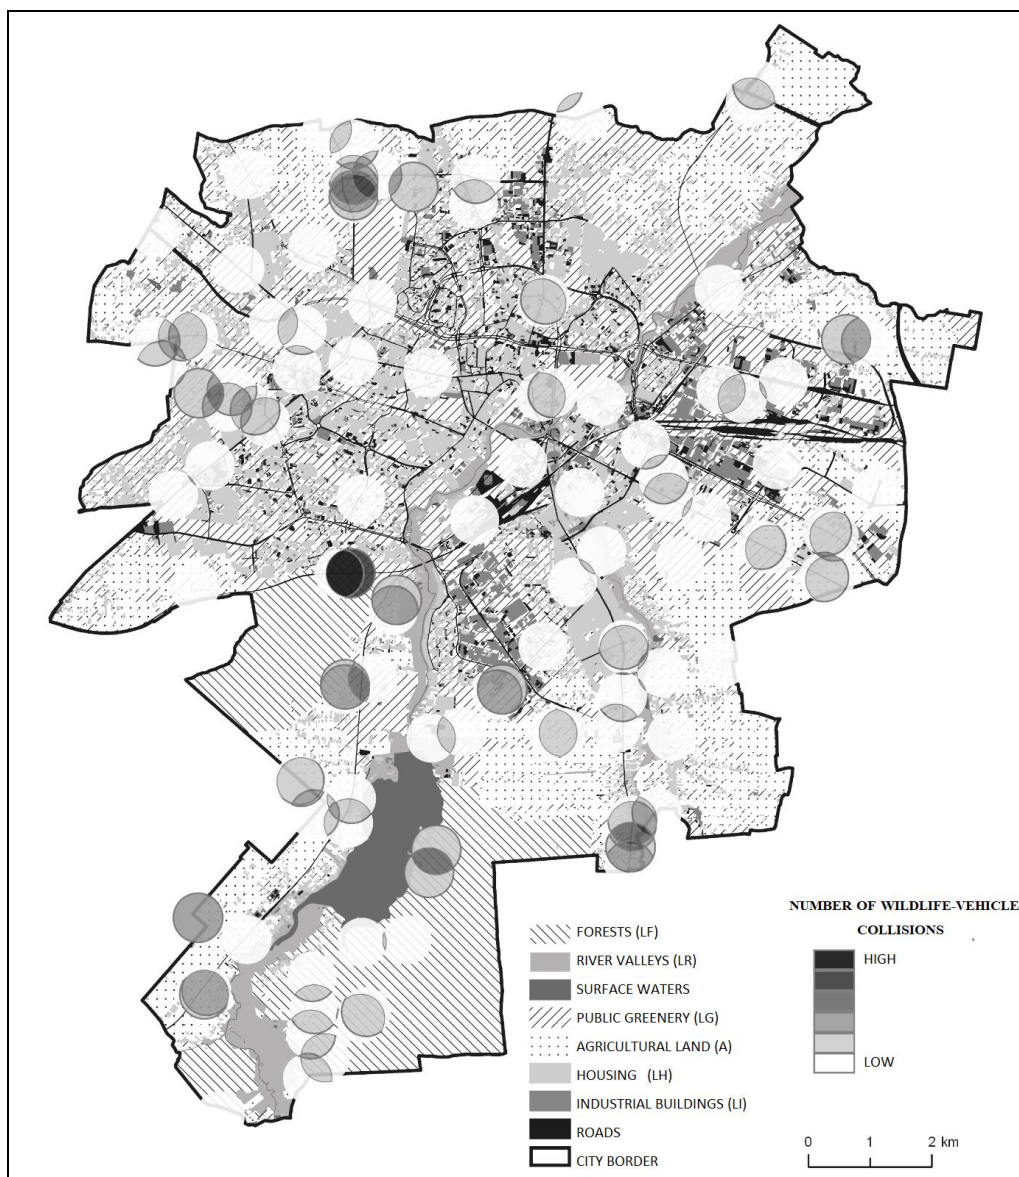 NUMBER OF WILDLIFE-VEHICLE
COLLISIONS
HIGH
LOW
FORESTS (LF)
RIVER VALLEYS (LR)
SURFACE WATERS
PUBLIC GREENERY (LG)
AGRICULTURAL LAND (A)
HOUSING (LH)
INDUSTRIAL BUILDINGS (LI)
ROADS
CITY BORDER
0 1 2 km